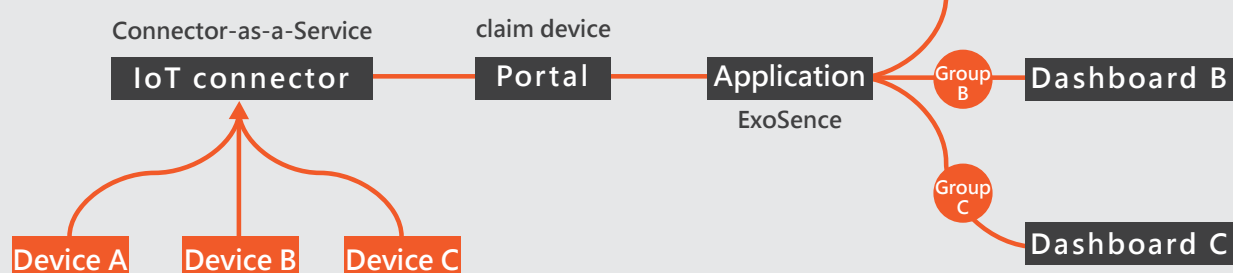 Connector-as-a-Service
IoT connector
claim device
Portal
Application
ExoSence
Group
B
Dashboard B
Group
C
Dashboard C
Device A
Device B
Device C